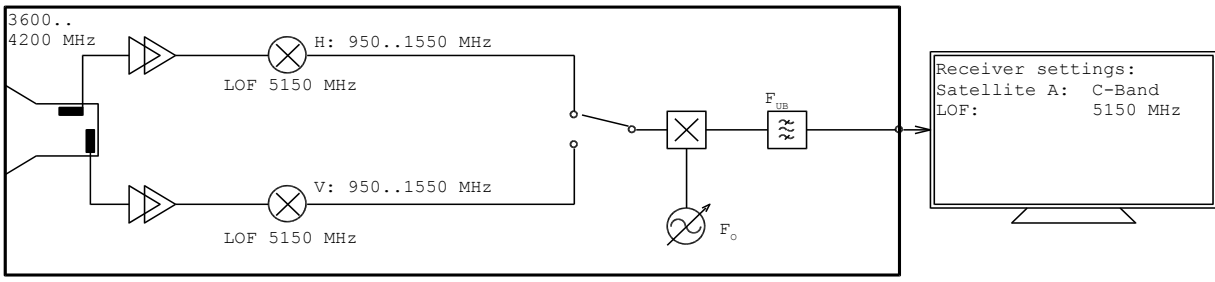 3600..
4200 MHz
H: 950..1550 MHz
LOF 5150 MHz
V: 950..1550 MHz
LOF 5150 MHz
F_UB
F_O
Receiver settings:
Satellite A: C-Band
LOF: 5150 MHz